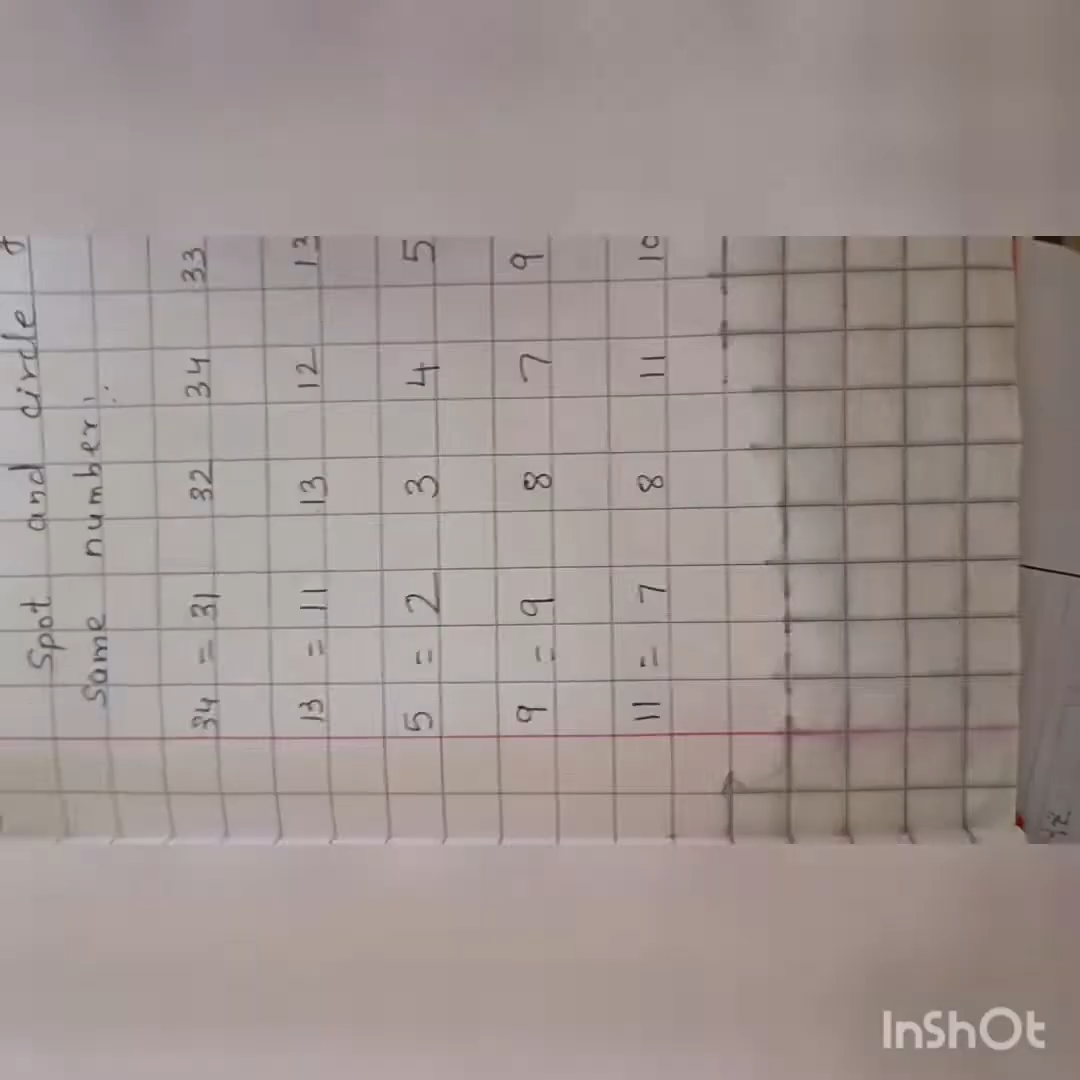 Spot and circle
Same number.
34 = 31 32 34 33
13 = 11 13 12
5 = 2 3 4 5
9 = 9 8 7 9
11 = 7 8 11
InShOt